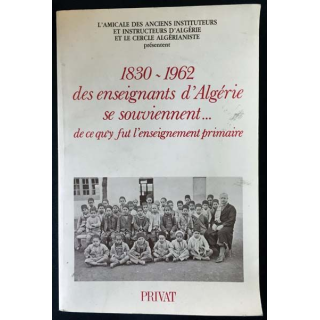 L'AMICALE DES ANCIENS INSTITUTEURS
ET INSTRUCTEURS D'ALGÉRIE
ET LE CERCLE ALGÉRIANISTE
présentent
1830 ~ 1962
des enseignants d'Algérie
se souviennent...
de ce qu'y fut l'enseignement primaire
PRIVAT